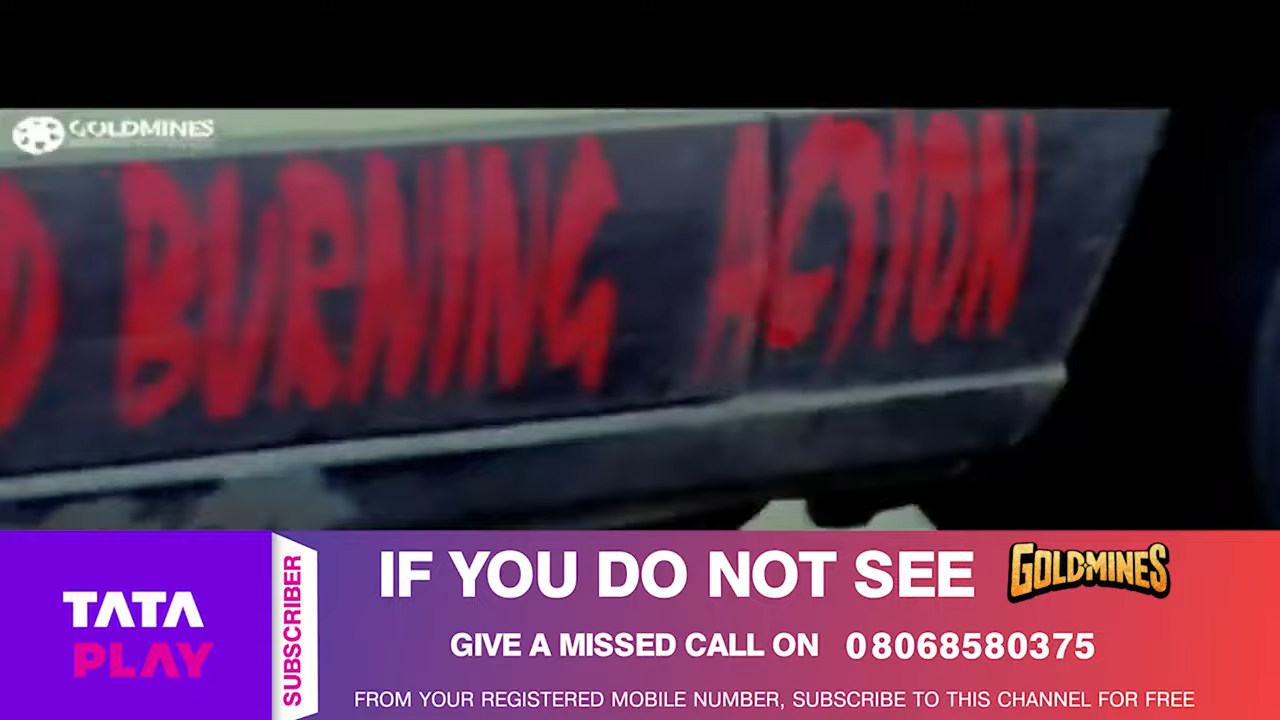 GOLDMINES
BURNING ACTION
TATA
PLAY
SUBSCRIBER
IF YOU DO NOT SEE GOLDMINES
GIVE A MISSED CALL ON 08068580375
FROM YOUR REGISTERED MOBILE NUMBER, SUBSCRIBE TO THIS CHANNEL FOR FREE